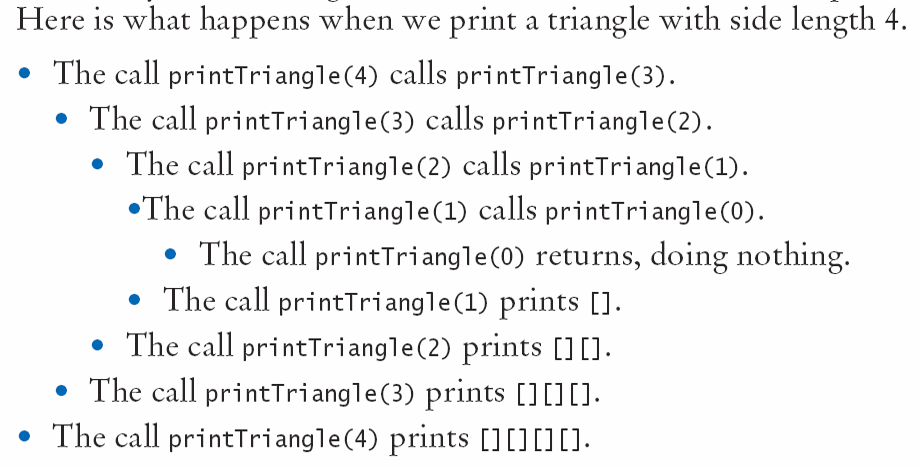 Here is what happens when we print a triangle with side length 4.
• The call printTriangle(4) calls printTriangle(3).
• The call printTriangle(3) calls printTriangle(2).
• The call printTriangle(2) calls printTriangle(1).
•The call printTriangle(1) calls printTriangle(0).
• The call printTriangle(0) returns, doing nothing.
• The call printTriangle(1) prints [].
• The call printTriangle(2) prints [][].
• The call printTriangle(3) prints [][][].
• The call printTriangle(4) prints [][][][].